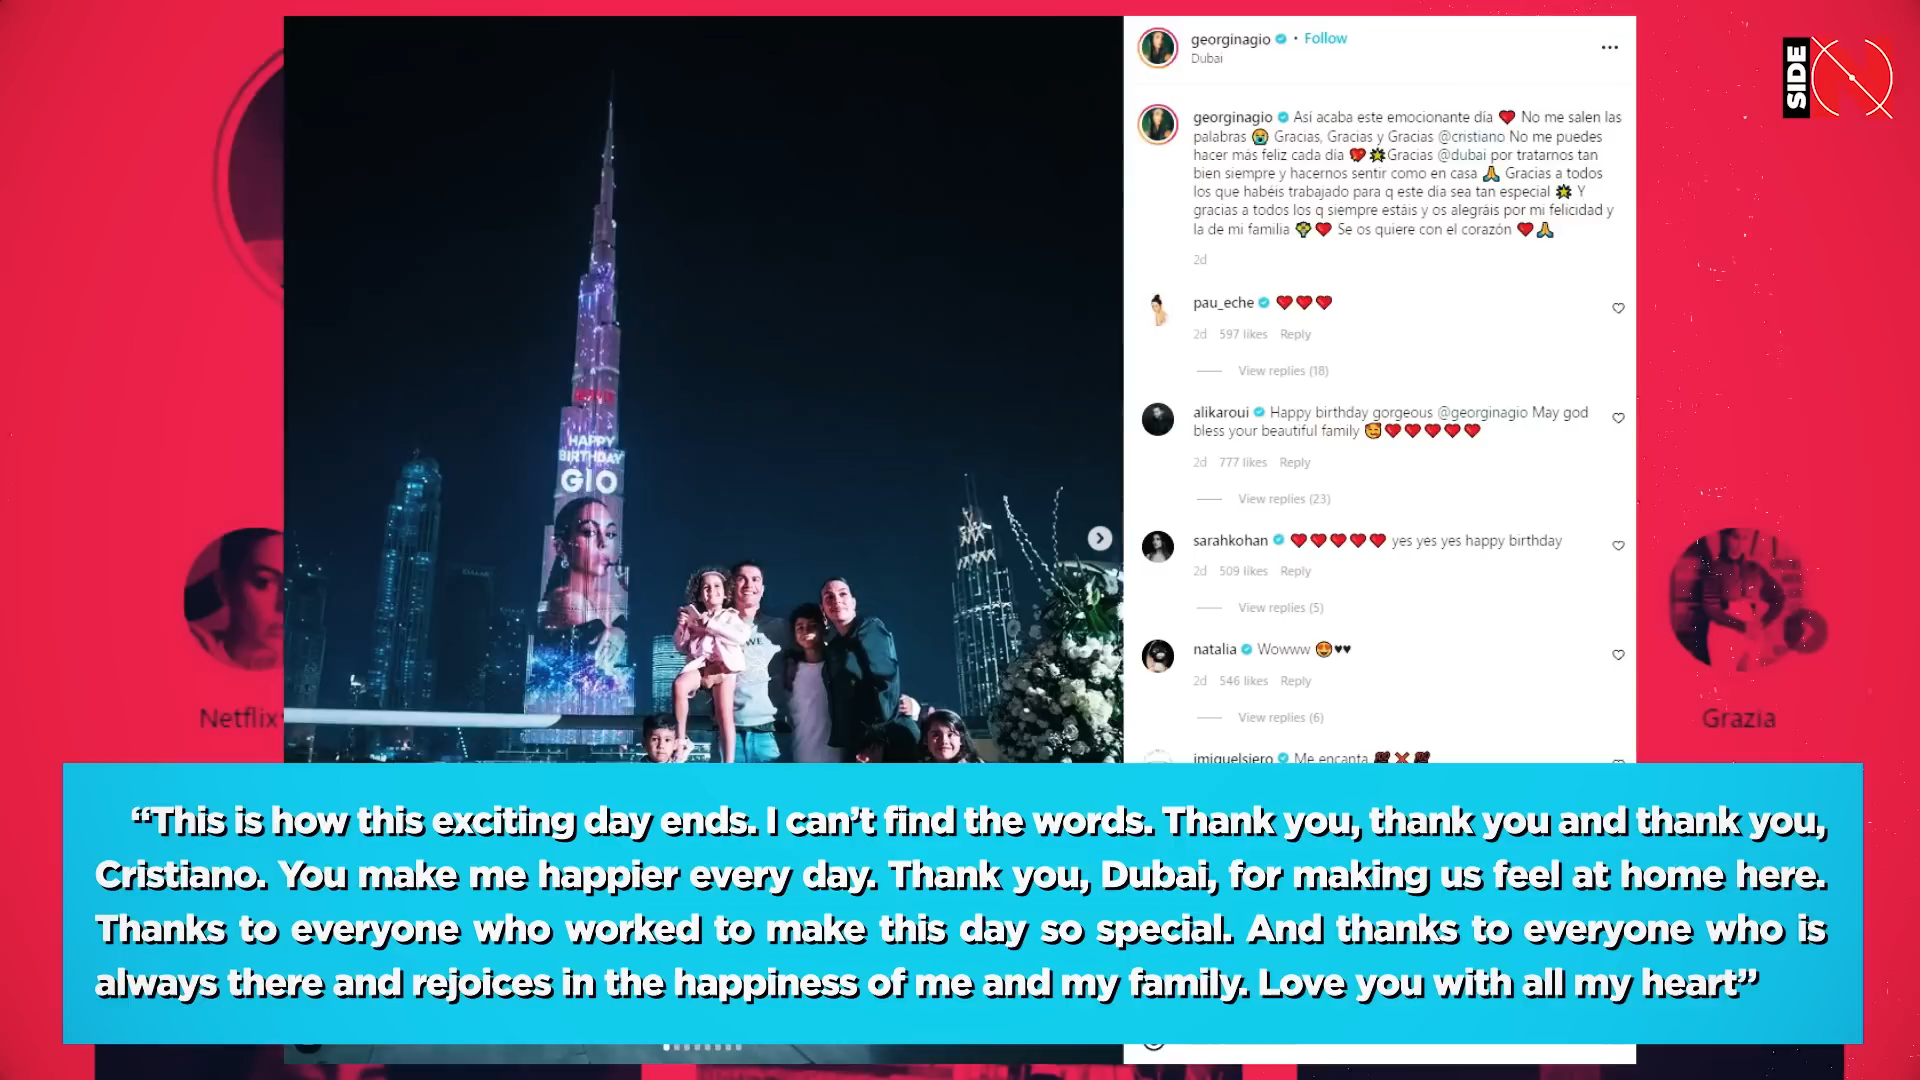 SIDE
georginagio • Follow
Dubai
georginagio Así acaba este emocionante día ❤️ No me salen las
palabras 😭 Gracias, Gracias y Gracias @cristiano No me puedes
hacer más feliz cada día 💖🌟Gracias @dubai por tratarnos tan
bien siempre y hacernos sentir como en casa 🙏 Gracias a todos
los que habéis trabajado para q este día sea tan especial 🌟 Y
gracias a todos los q siempre estáis y os alegráis por mi felicidad y
la de mi familia 💐❤️ Se os quiere con el corazón ❤️🙏
2d
pau_eche ❤️❤️❤️
2d 597 likes Reply
View replies (18)
alikaroui Happy birthday gorgeous @georginagio May god
bless your beautiful family 🥰❤️❤️❤️❤️❤️
2d 777 likes Reply
View replies (23)
sarahkohan ❤️❤️❤️❤️❤️ yes yes yes happy birthday
2d 509 likes Reply
View replies (5)
natalia Wowww 😍♥♥
2d 546 likes Reply
View replies (6)
jmiguelsiero Me encanta
HAPPY
BIRTHDAY
GIO
Netflix
Grazia
“This is how this exciting day ends. I can’t find the words. Thank you, thank you and thank you,
Cristiano. You make me happier every day. Thank you, Dubai, for making us feel at home here.
Thanks to everyone who worked to make this day so special. And thanks to everyone who is
always there and rejoices in the happiness of me and my family. Love you with all my heart”